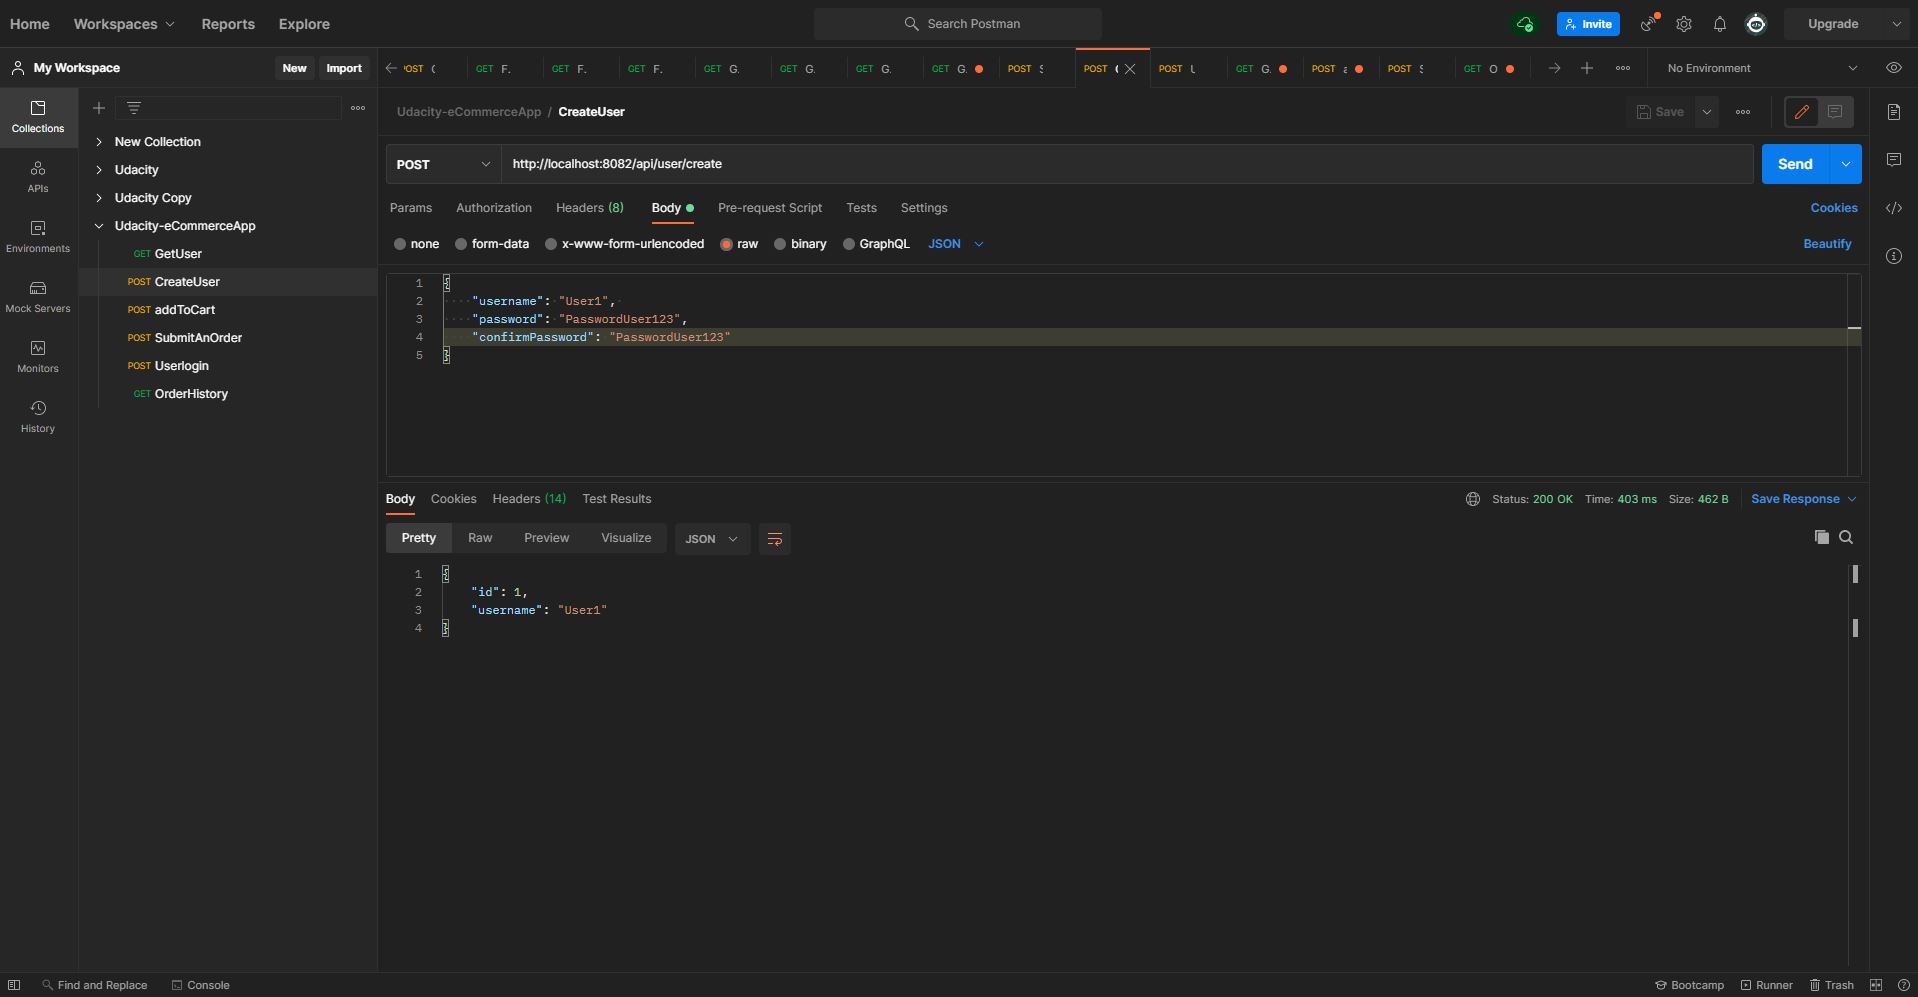 Home Workspaces Reports Explore Search Postman Invite Upgrade
My Workspace New Import
POST GET F. GET F. GET F. GET G. GET G. GET G. GET G. POST POST POST GET G. POST POST GET O No Environment
Collections
APIs
Environments
Mock Servers
Monitors
History
New Collection
Udacity
Udacity Copy
Udacity-eCommerceApp
GET GetUser
POST CreateUser
POST addToCart
POST SubmitAnOrder
POST Userlogin
GET OrderHistory
Udacity-eCommerceApp / CreateUser Save
POST http://localhost:8082/api/user/create Send
Params Authorization Headers (8) Body Pre-request Script Tests Settings Cookies
none form-data x-www-form-urlencoded raw binary GraphQL JSON Beautify
1 {
2 "username": "User1",
3 "password": "PasswordUser123",
4 "confirmPassword": "PasswordUser123"
5 }
Body Cookies Headers (14) Test Results Status: 200 OK Time: 403 ms Size: 462 B Save Response
Pretty Raw Preview Visualize JSON
1 {
2 "id": 1,
3 "username": "User1"
4 }
Find and Replace Console Bootcamp Runner Trash